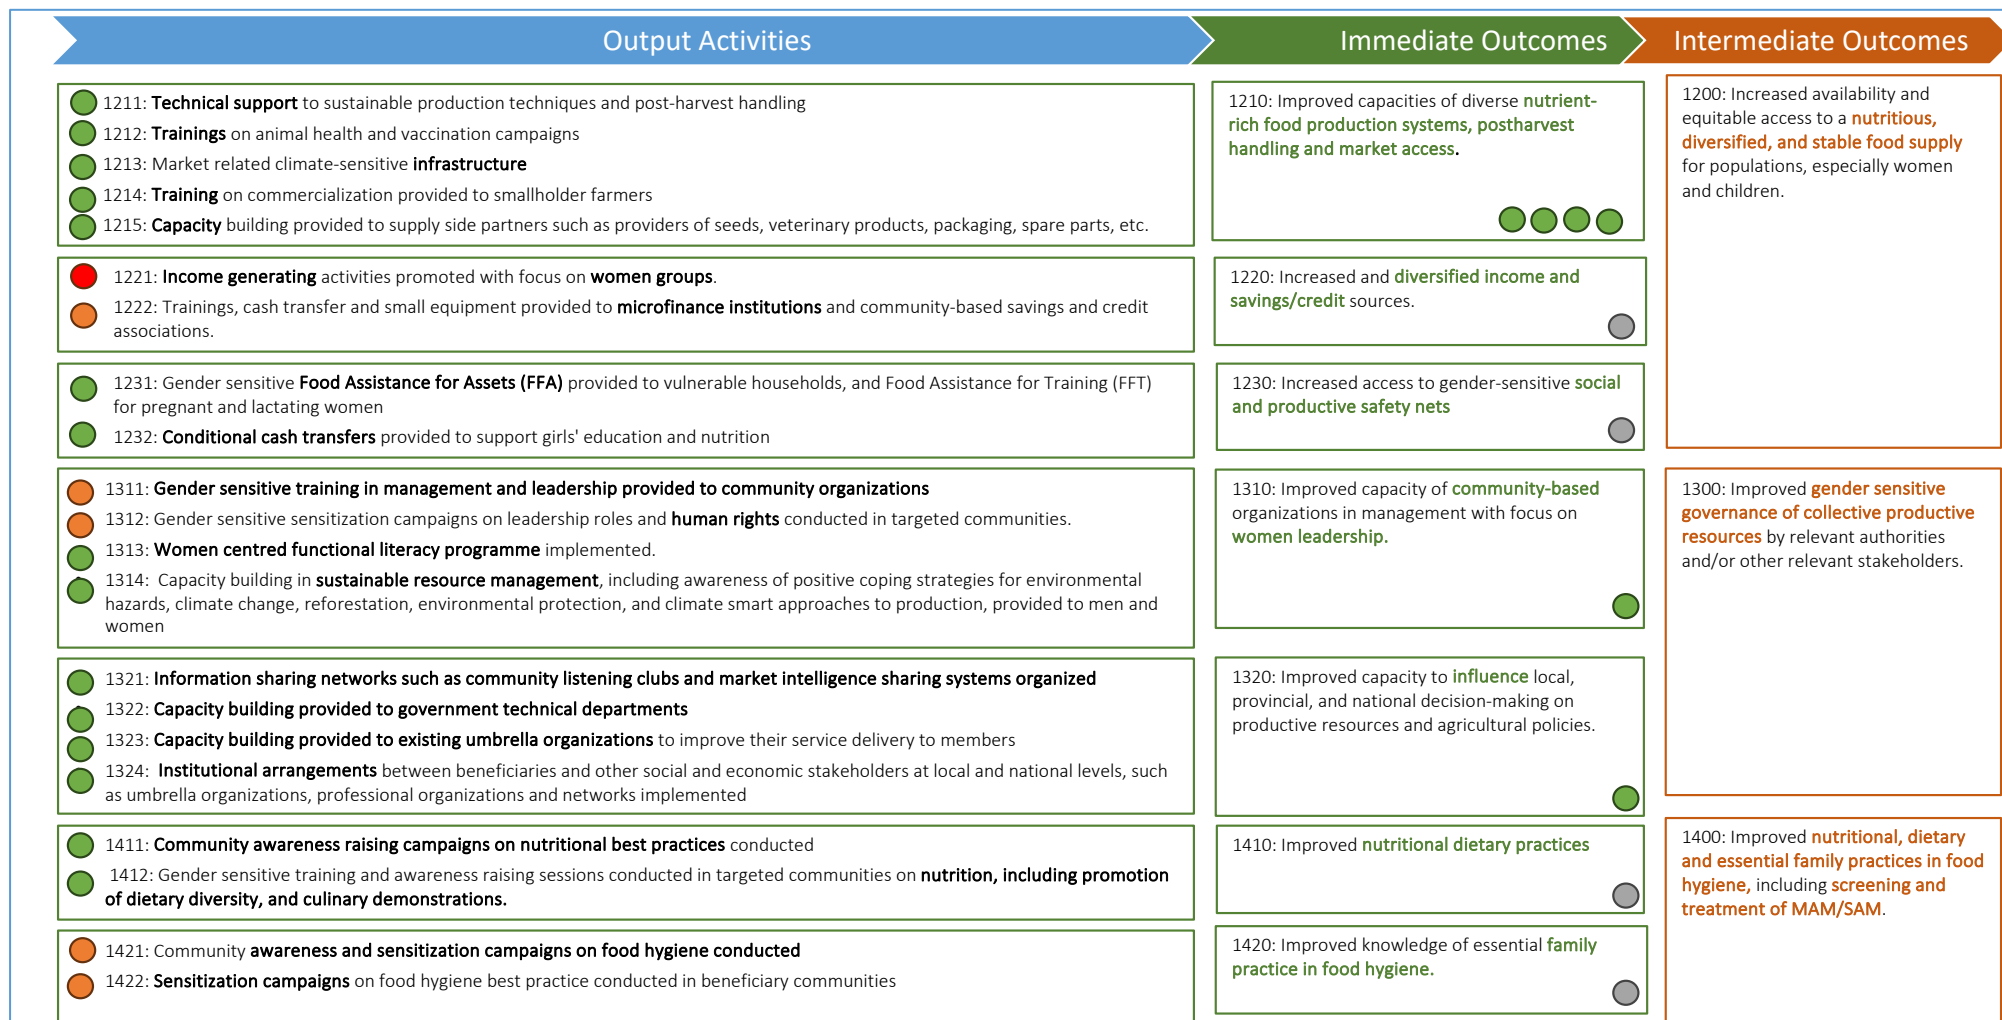 Output Activities
Immediate Outcomes
Intermediate Outcomes
1211: Technical support to sustainable production techniques and post-harvest handling
1212: Trainings on animal health and vaccination campaigns
1213: Market related climate-sensitive infrastructure
1214: Training on commercialization provided to smallholder farmers
1215: Capacity building provided to supply side partners such as providers of seeds, veterinary products, packaging, spare parts, etc.
1210: Improved capacities of diverse nutrient-
rich food production systems, postharvest
handling and market access.
1200: Increased availability and
equitable access to a nutritious,
diversified, and stable food supply
for populations, especially women
and children.
1221: Income generating activities promoted with focus on women groups.
1222: Trainings, cash transfer and small equipment provided to microfinance institutions and community-based savings and credit
associations.
1220: Increased and diversified income and
savings/credit sources.
1231: Gender sensitive Food Assistance for Assets (FFA) provided to vulnerable households, and Food Assistance for Training (FFT)
for pregnant and lactating women
1232: Conditional cash transfers provided to support girls' education and nutrition
1230: Increased access to gender-sensitive social
and productive safety nets
1311: Gender sensitive training in management and leadership provided to community organizations
1312: Gender sensitive sensitization campaigns on leadership roles and human rights conducted in targeted communities.
1313: Women centred functional literacy programme implemented.
1314: Capacity building in sustainable resource management, including awareness of positive coping strategies for environmental
hazards, climate change, reforestation, environmental protection, and climate smart approaches to production, provided to men and
women
1310: Improved capacity of community-based
organizations in management with focus on
women leadership.
1300: Improved gender sensitive
governance of collective productive
resources by relevant authorities
and/or other relevant stakeholders.
1321: Information sharing networks such as community listening clubs and market intelligence sharing systems organized
1322: Capacity building provided to government technical departments
1323: Capacity building provided to existing umbrella organizations to improve their service delivery to members
1324: Institutional arrangements between beneficiaries and other social and economic stakeholders at local and national levels, such
as umbrella organizations, professional organizations and networks implemented
1320: Improved capacity to influence local,
provincial, and national decision-making on
productive resources and agricultural policies.
1411: Community awareness raising campaigns on nutritional best practices conducted
1412: Gender sensitive training and awareness raising sessions conducted in targeted communities on nutrition, including promotion
of dietary diversity, and culinary demonstrations.
1410: Improved nutritional dietary practices
1400: Improved nutritional, dietary
and essential family practices in food
hygiene, including screening and
treatment of MAM/SAM.
1421: Community awareness and sensitization campaigns on food hygiene conducted
1422: Sensitization campaigns on food hygiene best practice conducted in beneficiary communities
1420: Improved knowledge of essential family
practice in food hygiene.